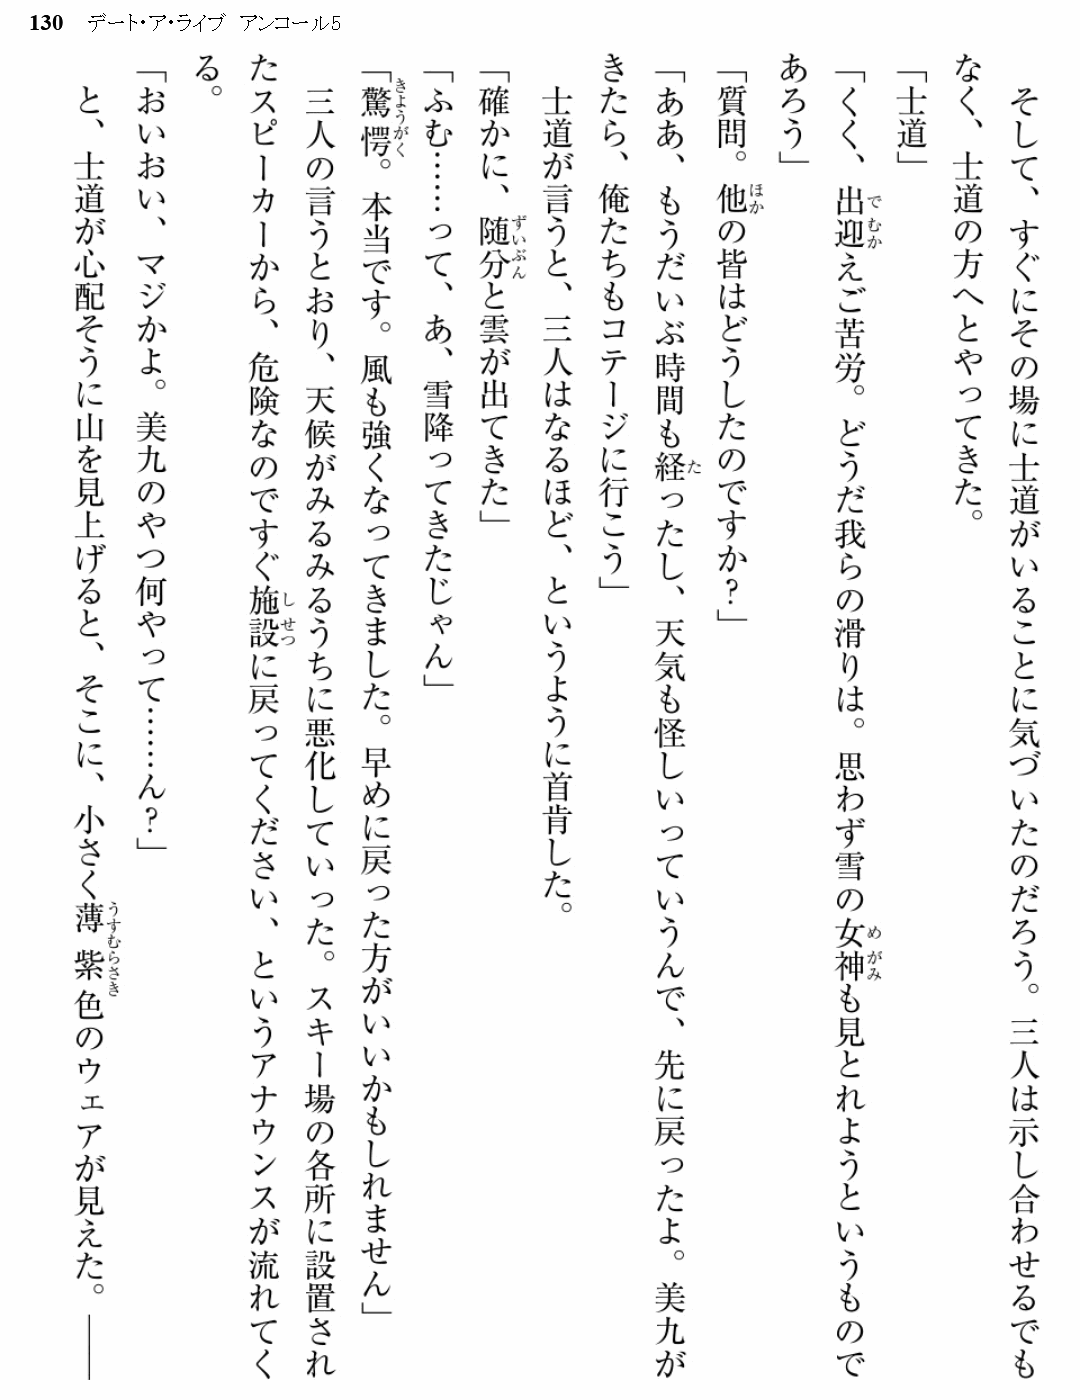 130 デート・ア・ライブ アンコール5
そして、すぐにその場に士道がいることに気づいたのだろう。三人は示し合わせるでも
なく、士道の方へとやってきた。
「士道」
「くく、出迎えご苦労。どうだ我らの滑りは。思わず雪の女神も見とれようというもので
あろう」
「質問。他の皆はどうしたのですか?」
「ああ、もうだいぶ時間も経ったし、天気も怪しいっていうんで、先に戻ったよ。美九が
きたら、俺たちもコテージに行こう」
士道が言うと、三人はなるほど、というように首肯した。
「確かに、随分と雲が出てきた」
「ふむ……って、あ、雪降ってきたじゃん」
「驚愕。本当です。風も強くなってきました。早めに戻った方がいいかもしれません」
三人の言うとおり、天候がみるみるうちに悪化していった。スキー場の各所に設置され
たスピーカーから、危険なのですぐ施設に戻ってください、というアナウンスが流れてく
る。
「おいおい、マジかよ。美九のやつ何やって……ん?」
と、士道が心配そうに山を見上げると、そこに、小さく薄紫色のウェアが見えた。――